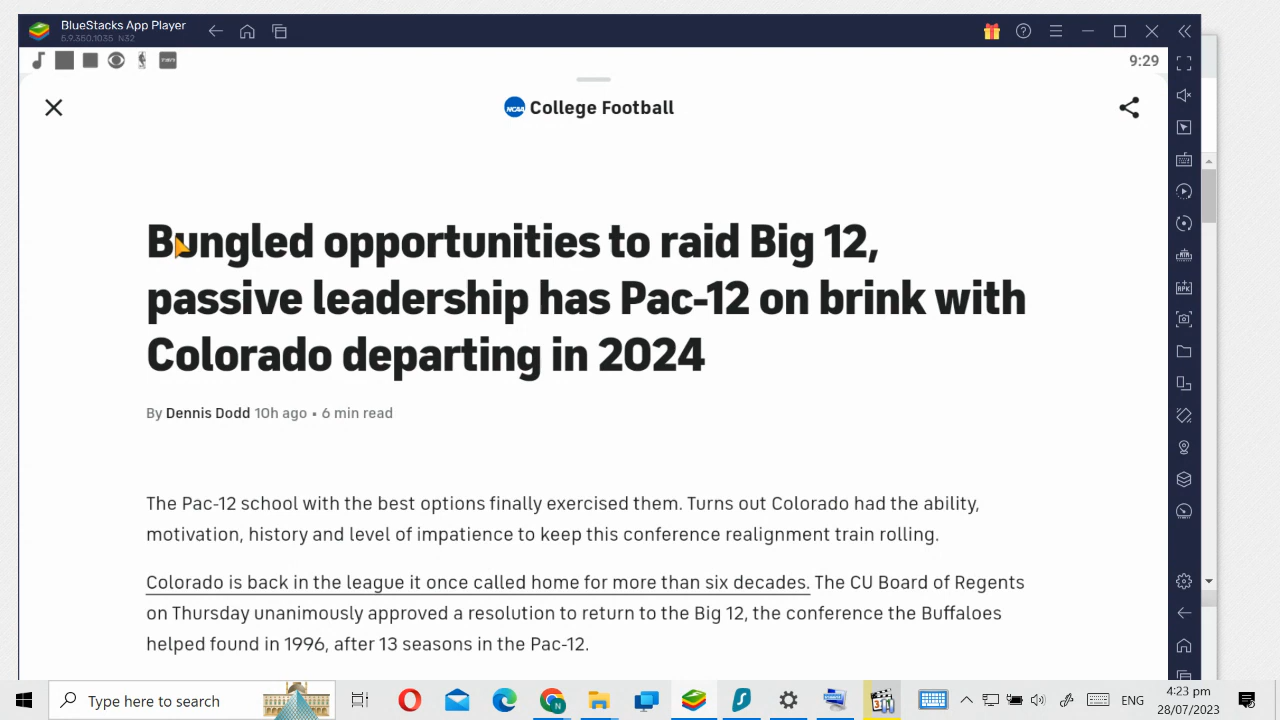 BlueStacks App Player
5.9.350.1035 N32
9:29
NCAA College Football
Bungled opportunities to raid Big 12,
passive leadership has Pac-12 on brink with
Colorado departing in 2024
By Dennis Dodd 10h ago • 6 min read
The Pac-12 school with the best options finally exercised them. Turns out Colorado had the ability,
motivation, history and level of impatience to keep this conference realignment train rolling.
Colorado is back in the league it once called home for more than six decades. The CU Board of Regents
on Thursday unanimously approved a resolution to return to the Big 12, the conference the Buffaloes
helped found in 1996, after 13 seasons in the Pac-12.
Type here to search
ENG
4:23 pm
28/07/2023